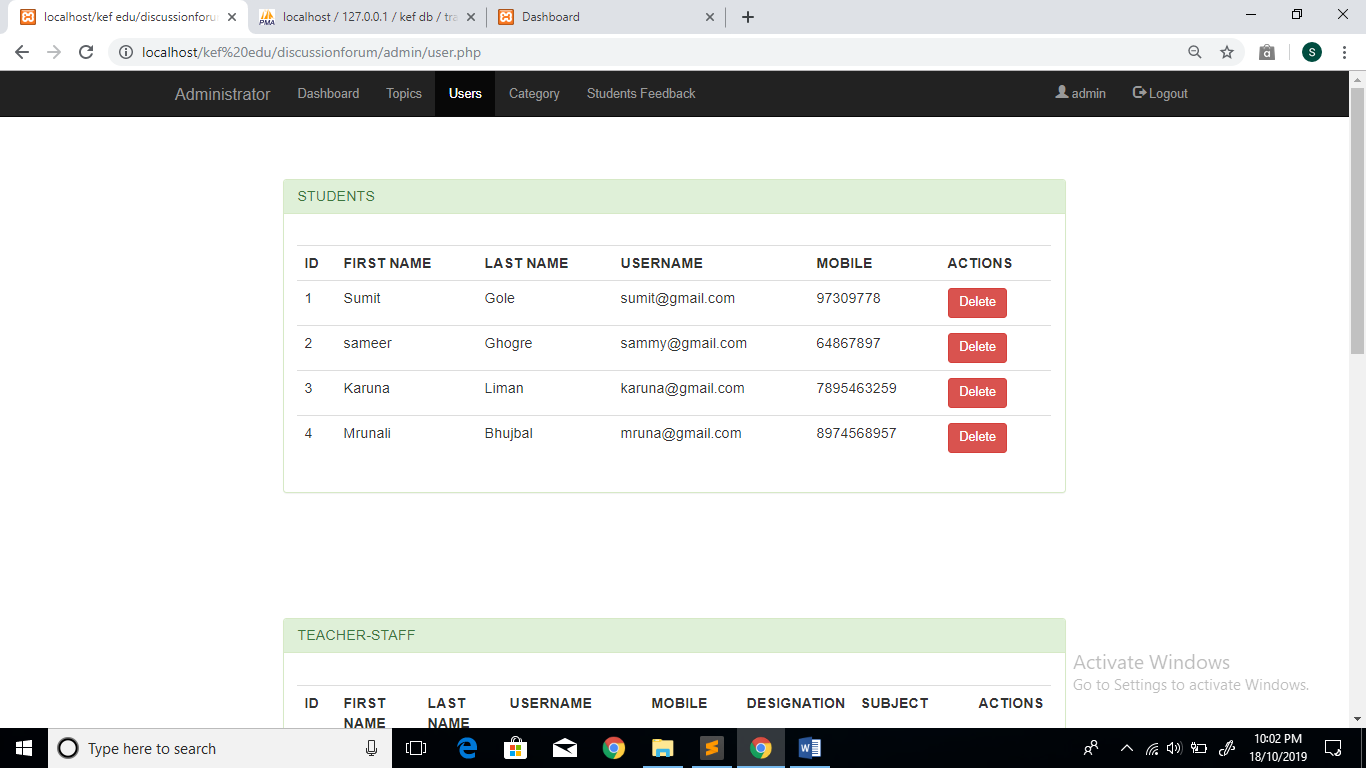 localhost/kef edu/discussionforu
localhost / 127.0.0.1 / kef db / tra
Dashboard
localhost/kef%20edu/discussionforum/admin/user.php
S
Administrator Dashboard Topics Users Category Students Feedback admin Logout
STUDENTS
ID FIRST NAME LAST NAME USERNAME MOBILE ACTIONS
1 Sumit Gole sumit@gmail.com 97309778 Delete
2 sameer Ghogre sammy@gmail.com 64867897 Delete
3 Karuna Liman karuna@gmail.com 7895463259 Delete
4 Mrunali Bhujbal mruna@gmail.com 8974568957 Delete
TEACHER-STAFF
ID FIRST NAME LAST NAME USERNAME MOBILE DESIGNATION SUBJECT ACTIONS
Activate Windows
Go to Settings to activate Windows.
Type here to search
10:02 PM
18/10/2019